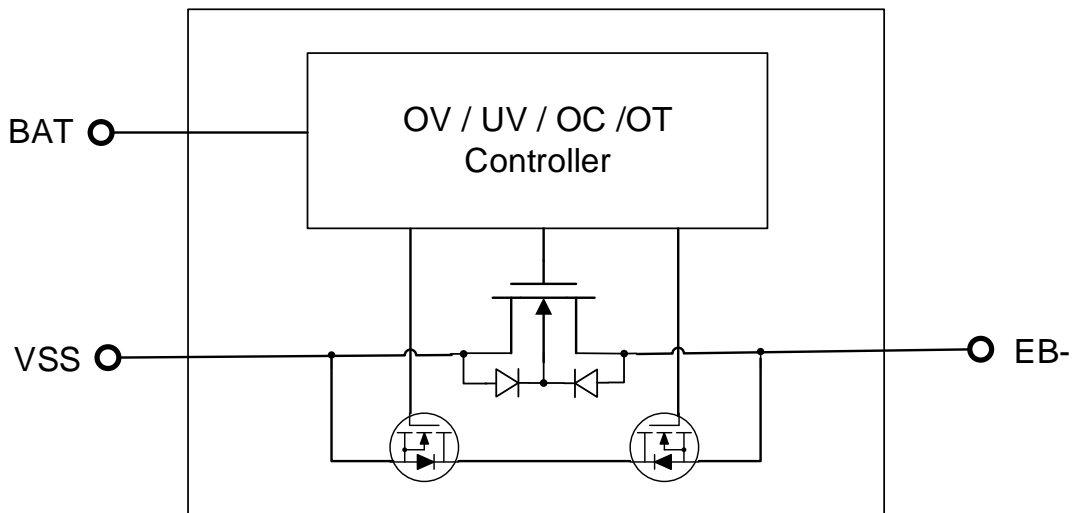 OV / UV / OC /OT
Controller
BAT
VSS
EB-